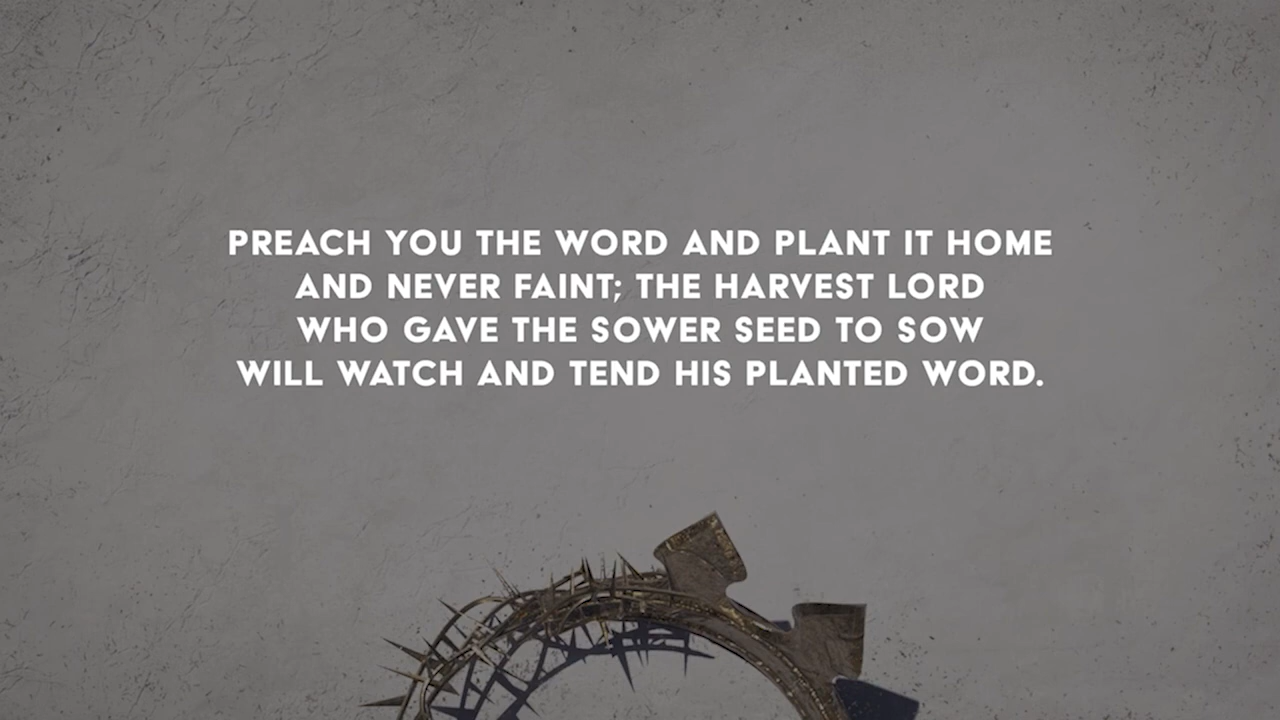 PREACH YOU THE WORD AND PLANT IT HOME
AND NEVER FAINT; THE HARVEST LORD
WHO GAVE THE SOWER SEED TO SOW
WILL WATCH AND TEND HIS PLANTED WORD.